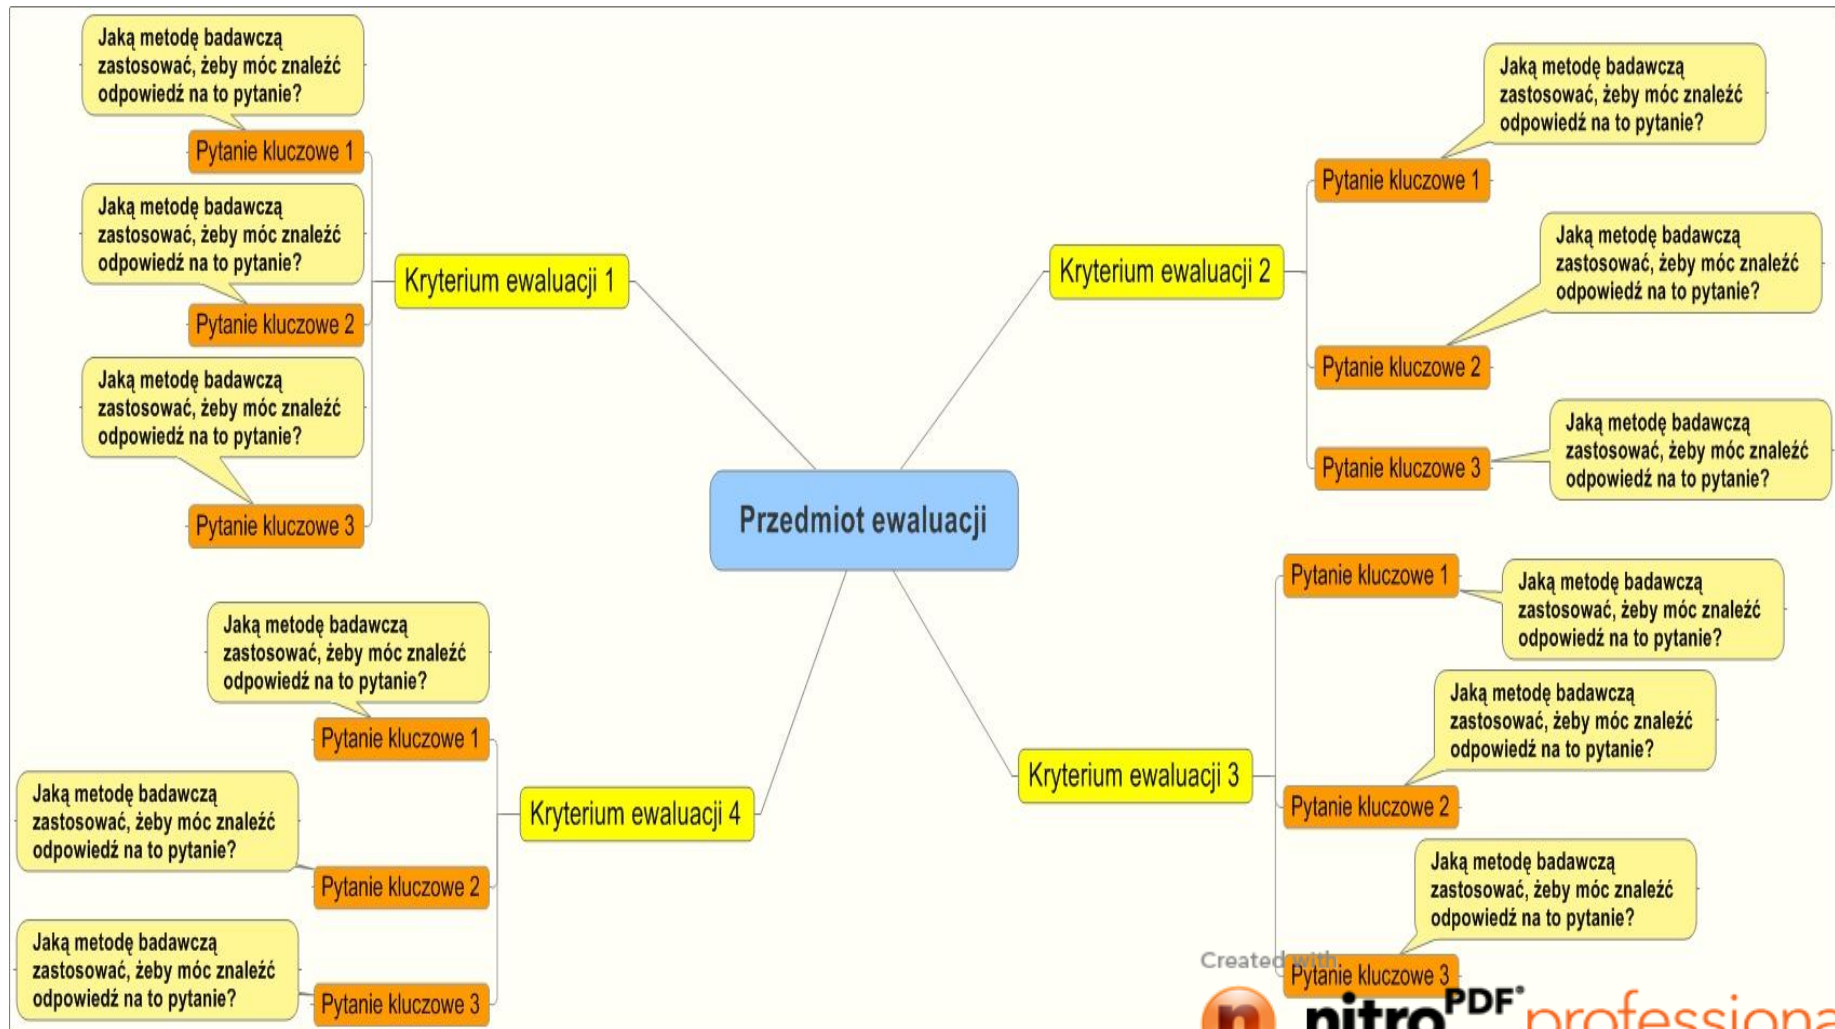 Jaką metodę badawczą
zastosować, żeby móc znaleźć
odpowiedź na to pytanie?
Pytanie kluczowe 1
Jaką metodę badawczą
zastosować, żeby móc znaleźć
odpowiedź na to pytanie?
Pytanie kluczowe 2
Jaką metodę badawczą
zastosować, żeby móc znaleźć
odpowiedź na to pytanie?
Pytanie kluczowe 3
Kryterium ewaluacji 1
Jaką metodę badawczą
zastosować, żeby móc znaleźć
odpowiedź na to pytanie?
Pytanie kluczowe 1
Kryterium ewaluacji 2
Jaką metodę badawczą
zastosować, żeby móc znaleźć
odpowiedź na to pytanie?
Pytanie kluczowe 2
Jaką metodę badawczą
zastosować, żeby móc znaleźć
odpowiedź na to pytanie?
Pytanie kluczowe 3
Przedmiot ewaluacji
Jaką metodę badawczą
zastosować, żeby móc znaleźć
odpowiedź na to pytanie?
Pytanie kluczowe 1
Jaką metodę badawczą
zastosować, żeby móc znaleźć
odpowiedź na to pytanie?
Pytanie kluczowe 2
Kryterium ewaluacji 4
Jaką metodę badawczą
zastosować, żeby móc znaleźć
odpowiedź na to pytanie?
Pytanie kluczowe 3
Pytanie kluczowe 1
Jaką metodę badawczą
zastosować, żeby móc znaleźć
odpowiedź na to pytanie?
Kryterium ewaluacji 3
Jaką metodę badawczą
zastosować, żeby móc znaleźć
odpowiedź na to pytanie?
Pytanie kluczowe 2
Jaką metodę badawczą
zastosować, żeby móc znaleźć
odpowiedź na to pytanie?
Pytanie kluczowe 3
Created with
nitro PDF professiona